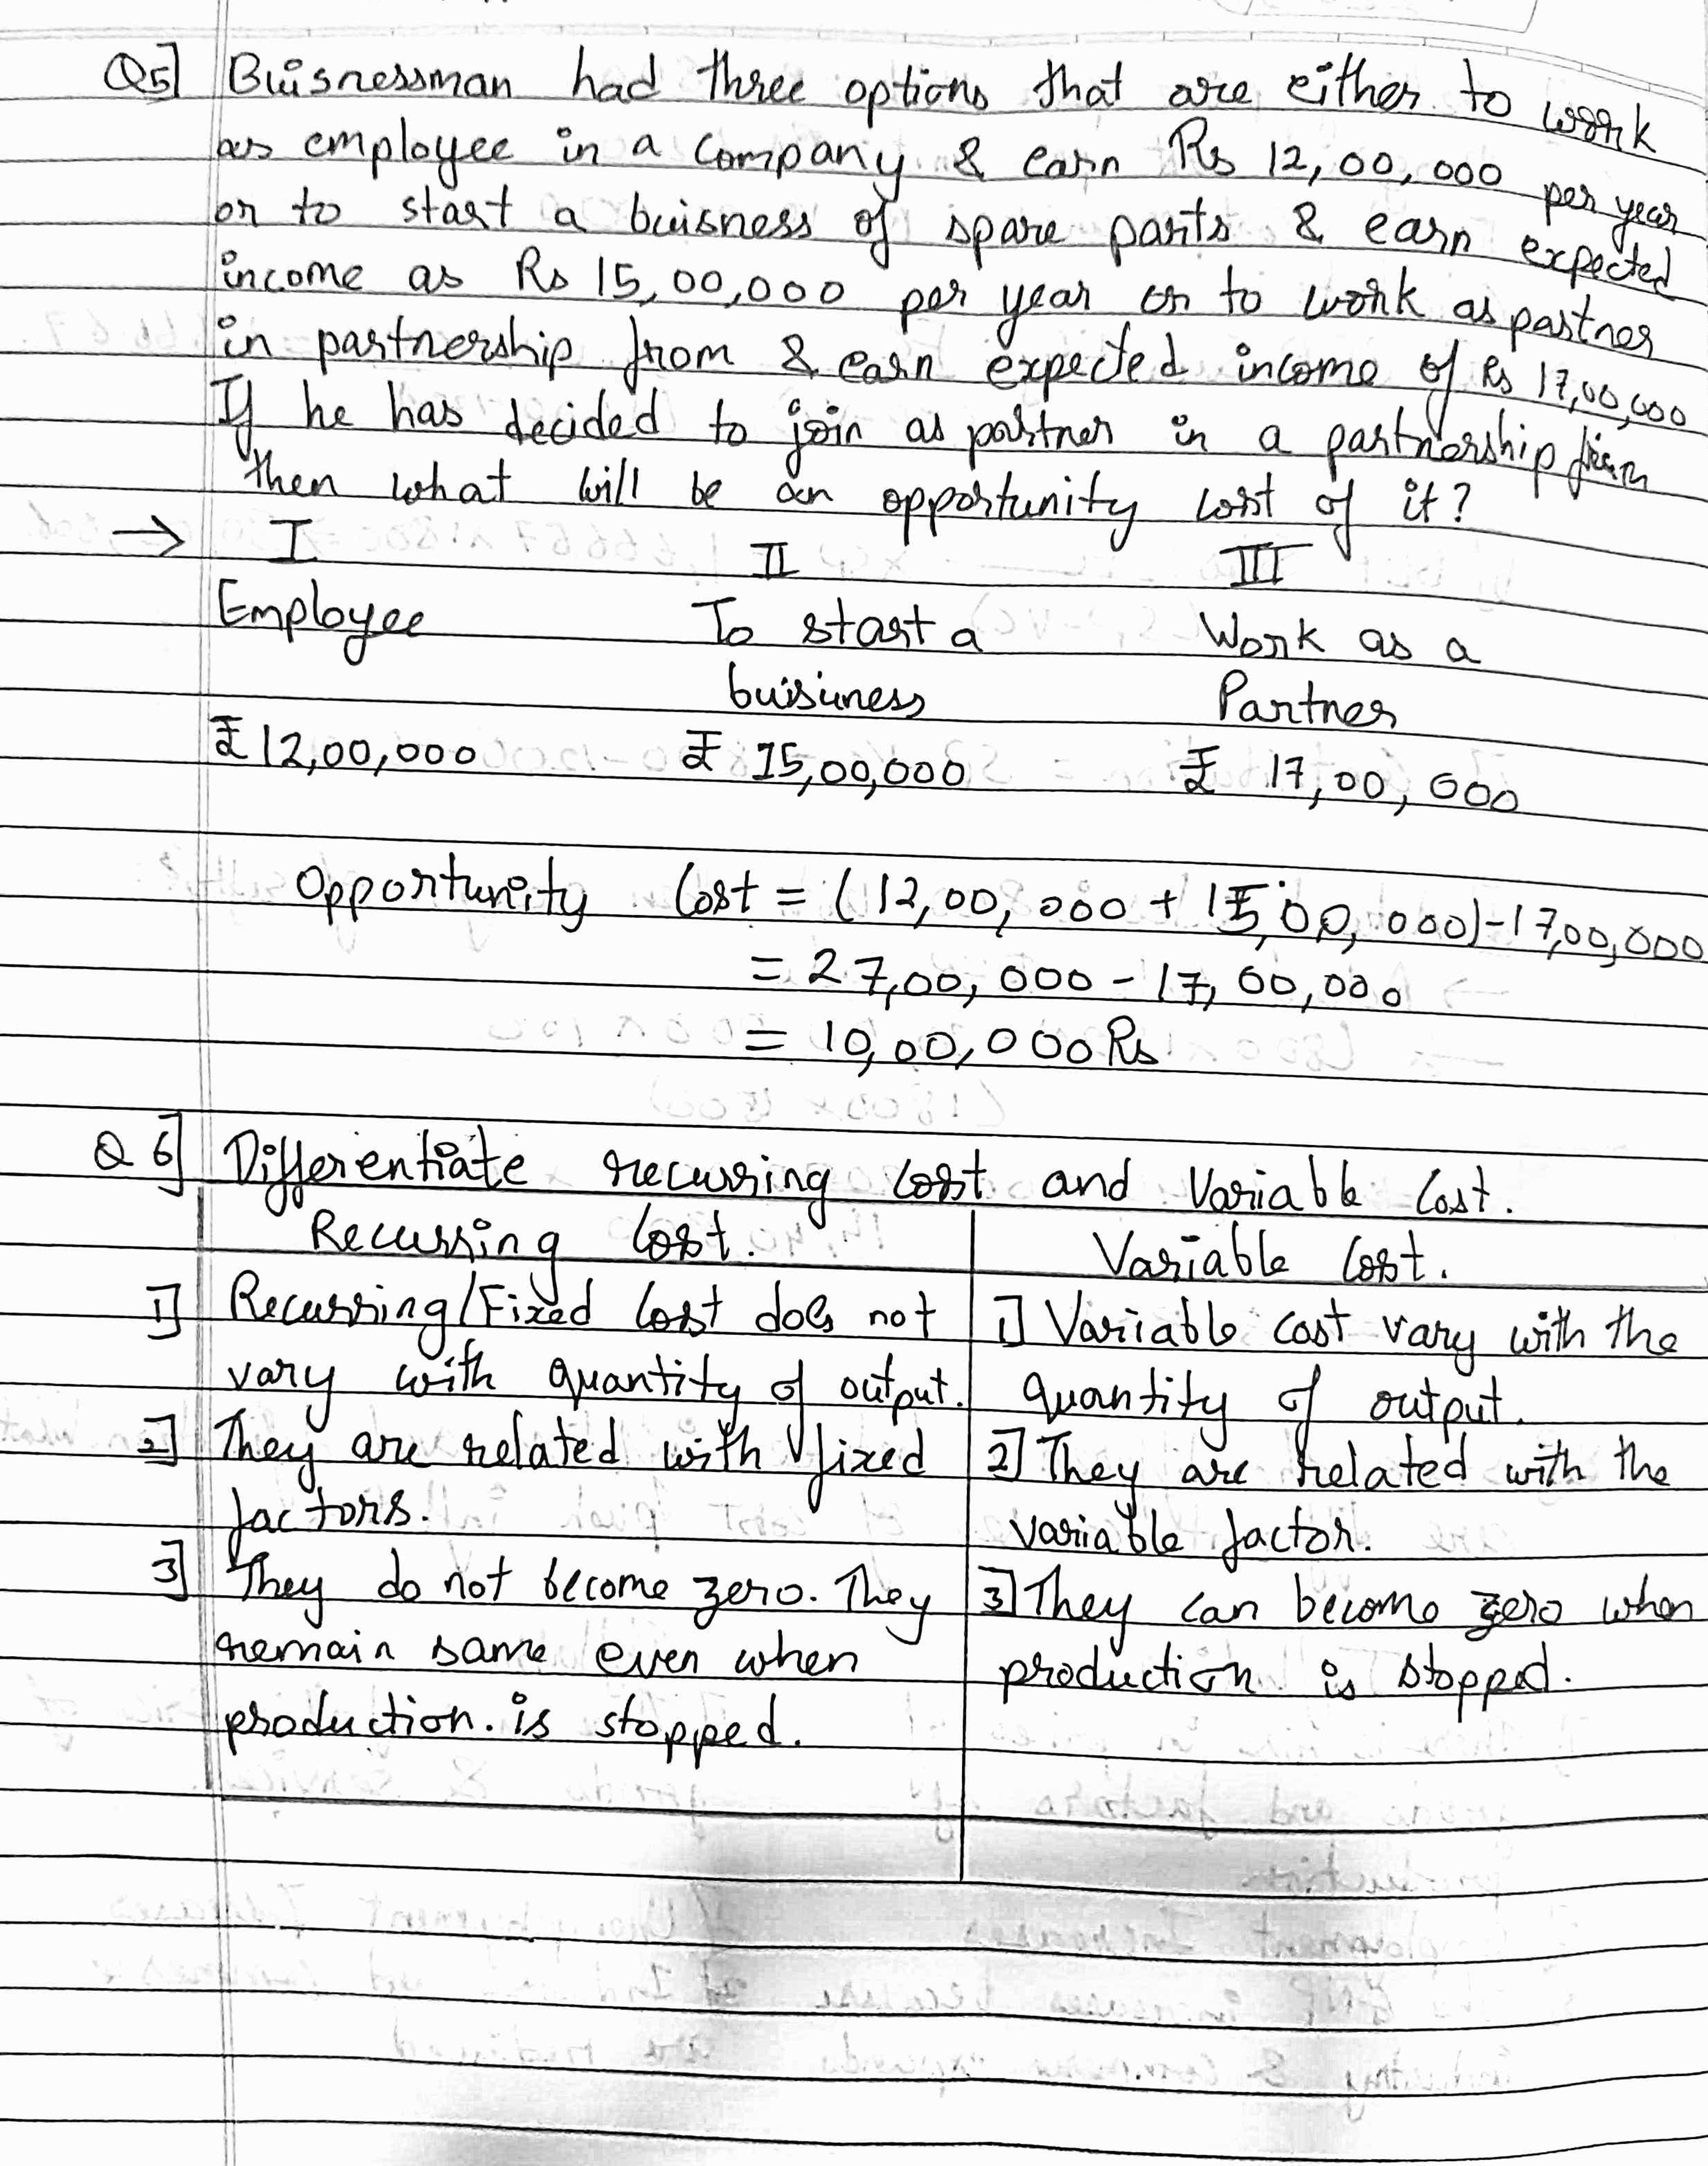 Q5] Buisnessman had three options that are either to work
as employee in a company & earn Rs 12,00,000 per year
or to start a buisness of spare parts & earn expected
income as Rs 15,00,000 per year or to work as partner
in partnership from & earn expected income of Rs 17,00,000
If he has decided to join as partner in a partnership firm
then what will be an opportunity cost of it?
→ I II III
Employee To start a Work as a
buisiness Partner
₹ 12,00,000 ₹ 15,00,000 ₹ 17,00,000
Opportunity Cost = (12,00,000 + 15,00,000) - 17,00,000
= 27,00,000 - 17,00,000
= 10,00,000 Rs
Q 6] Differentiate recurring cost and Variable Cost.
Recurring Cost. Variable Cost.
1] Recurring/Fixed Cost does not
vary with quantity of output.
2] They are related with fixed
factors.
3] They do not become zero. They
remain same even when
production. is stopped.
1] Variable cost vary with the
quantity of output.
2] They are related with the
variable factor.
3] They can become zero when
production is stopped.